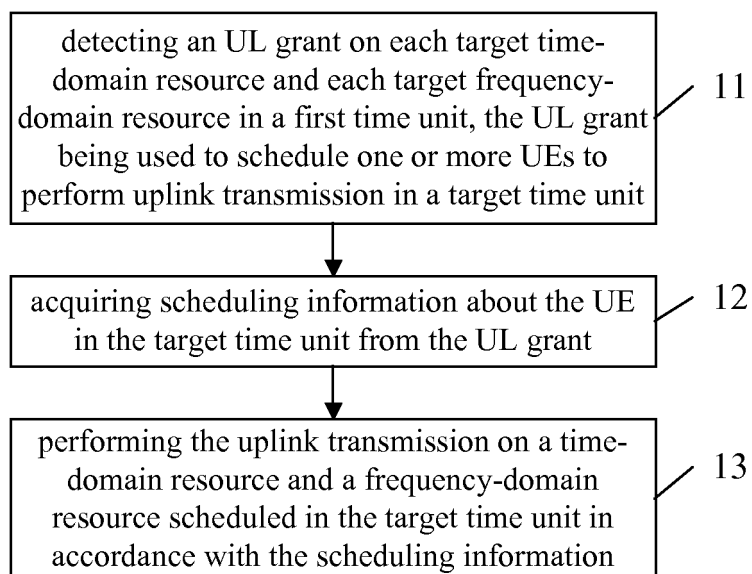 detecting an UL grant on each target time-
domain resource and each target frequency-
domain resource in a first time unit, the UL grant
being used to schedule one or more UEs to
perform uplink transmission in a target time unit
11
acquiring scheduling information about the UE
in the target time unit from the UL grant
12
performing the uplink transmission on a time-
domain resource and a frequency-domain
resource scheduled in the target time unit in
accordance with the scheduling information
13